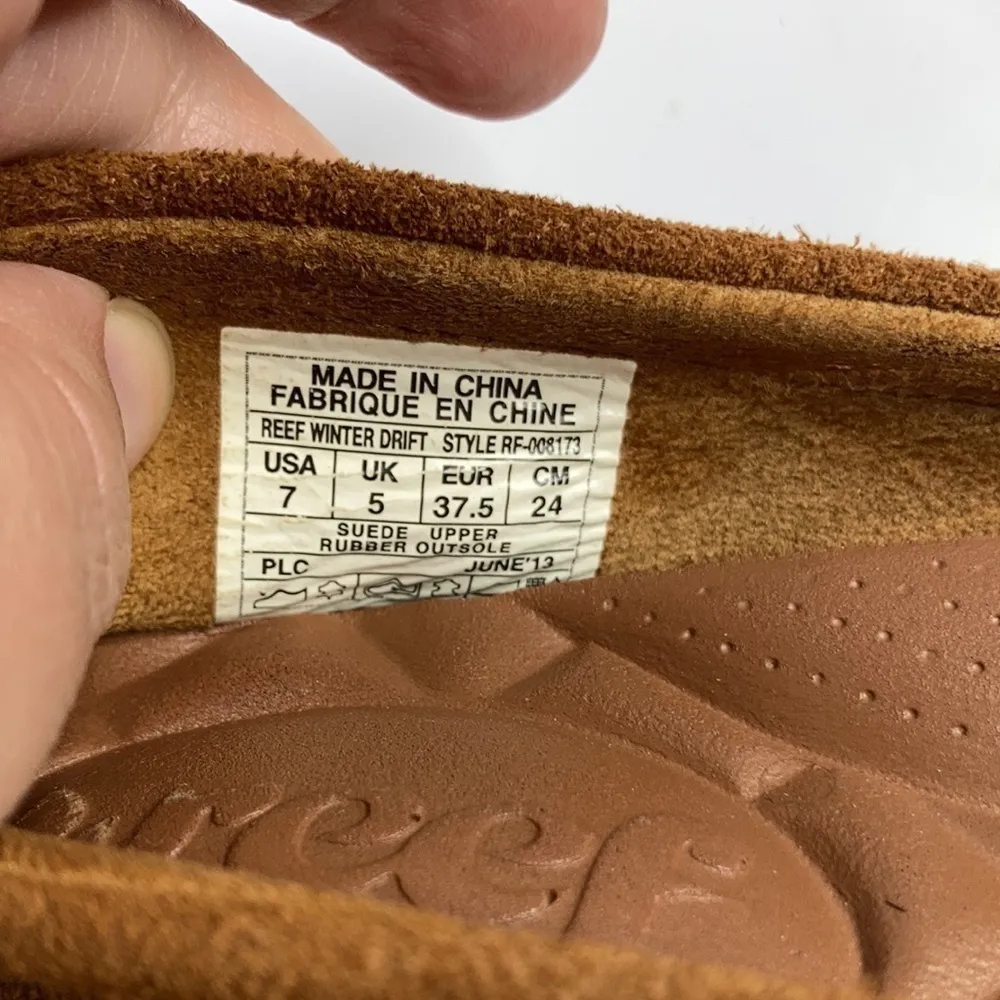 MADE IN CHINA
FABRIQUE EN CHINE
REEF WINTER DRIFT STYLE RF-008173
USA UK EUR CM
7 5 37.5 24
SUEDE UPPER
RUBBER OUTSOLE
PLC JUNE'13
reef